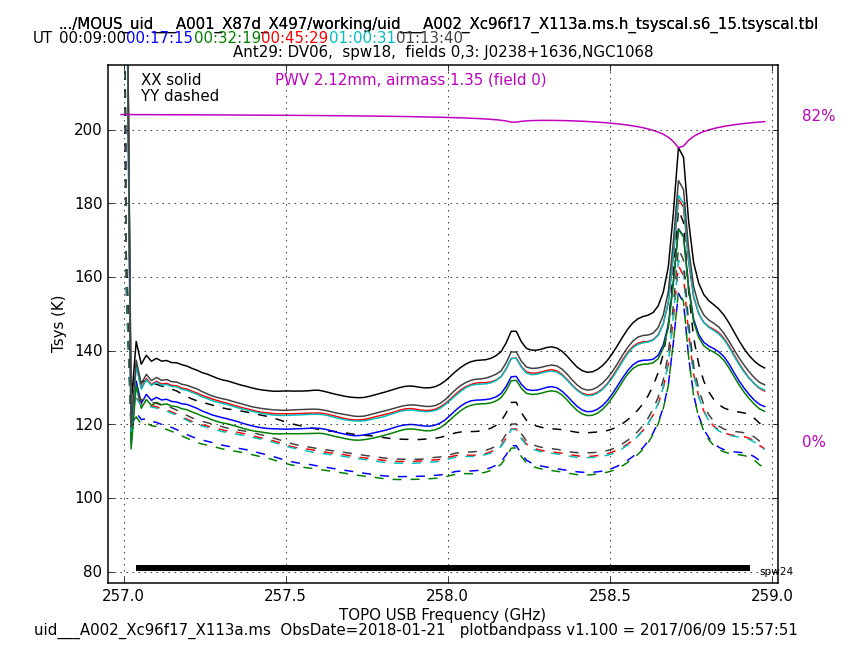 .../MOUS_uid___A001_X87d_X497/working/uid___A002_Xc96f17_X113a.ms.h_tsyscal.s6_15.tsyscal.tbl
UT 00:09:00 00:17:15 00:32:19 00:45:29 01:00:31 01:13:40
Ant29: DV06, spw18, fields 0,3: J0238+1636,NGC1068
XX solid
PWV 2.12mm, airmass 1.35 (field 0)
YY dashed
82%
0%
200
180
160
140
120
100
80
Tsys (K)
spw24
257.0 257.5 258.0 258.5 259.0
TOPO USB Frequency (GHz)
uid___A002_Xc96f17_X113a.ms ObsDate=2018-01-21 plotbandpass v1.100 = 2017/06/09 15:57:51